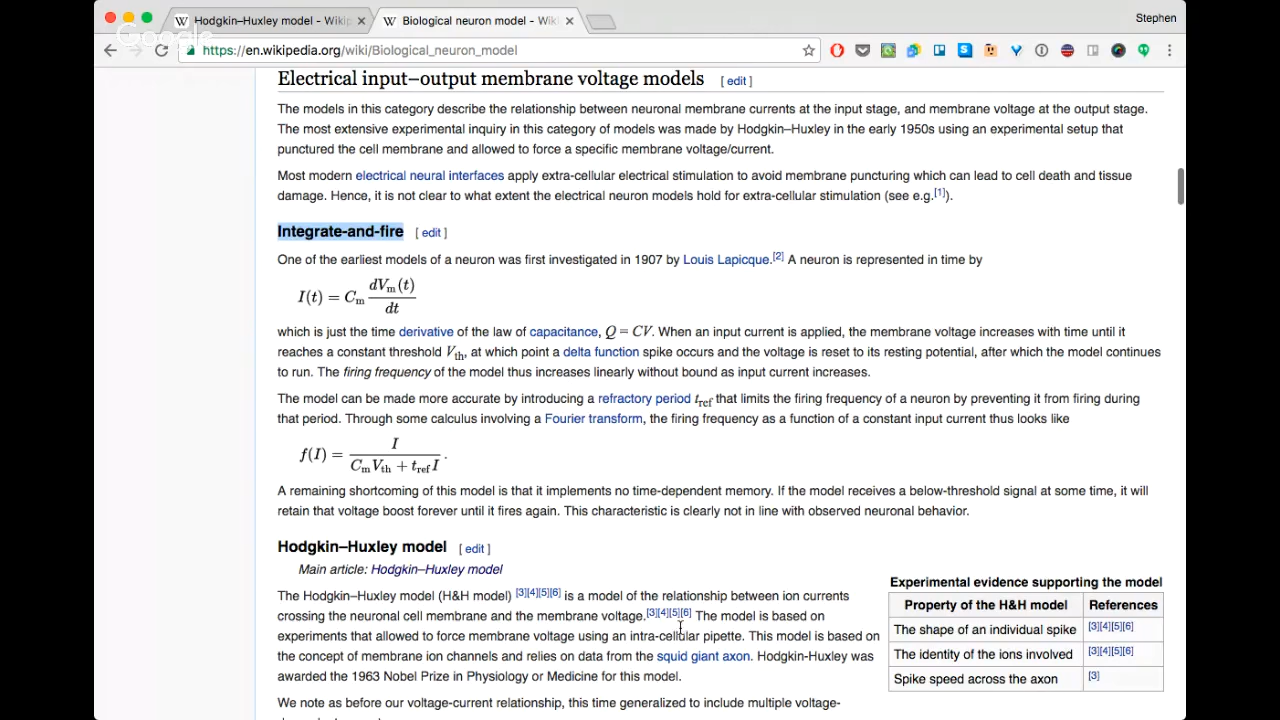 Hodgkin–Huxley model - Wikip
Biological neuron model - Wiki
Stephen
Google
https://en.wikipedia.org/wiki/Biological_neuron_model
Electrical input–output membrane voltage models [ edit ]
The models in this category describe the relationship between neuronal membrane currents at the input stage, and membrane voltage at the output stage.
The most extensive experimental inquiry in this category of models was made by Hodgkin–Huxley in the early 1950s using an experimental setup that
punctured the cell membrane and allowed to force a specific membrane voltage/current.
Most modern electrical neural interfaces apply extra-cellular electrical stimulation to avoid membrane puncturing which can lead to cell death and tissue
damage. Hence, it is not clear to what extent the electrical neuron models hold for extra-cellular stimulation (see e.g.[1]).
Integrate-and-fire [ edit ]
One of the earliest models of a neuron was first investigated in 1907 by Louis Lapicque.[2] A neuron is represented in time by
I(t) = Cm dVm(t)/dt
which is just the time derivative of the law of capacitance, Q = CV. When an input current is applied, the membrane voltage increases with time until it
reaches a constant threshold Vth, at which point a delta function spike occurs and the voltage is reset to its resting potential, after which the model continues
to run. The firing frequency of the model thus increases linearly without bound as input current increases.
The model can be made more accurate by introducing a refractory period tref that limits the firing frequency of a neuron by preventing it from firing during
that period. Through some calculus involving a Fourier transform, the firing frequency as a function of a constant input current thus looks like
f(I) = I/(CmVth + trefI) .
A remaining shortcoming of this model is that it implements no time-dependent memory. If the model receives a below-threshold signal at some time, it will
retain that voltage boost forever until it fires again. This characteristic is clearly not in line with observed neuronal behavior.
Hodgkin–Huxley model [ edit ]
Main article: Hodgkin–Huxley model
The Hodgkin–Huxley model (H&H model) [3][4][5][6] is a model of the relationship between ion currents
crossing the neuronal cell membrane and the membrane voltage.[3][4][5][6] The model is based on
experiments that allowed to force membrane voltage using an intra-cellular pipette. This model is based on
the concept of membrane ion channels and relies on data from the squid giant axon. Hodgkin-Huxley was
awarded the 1963 Nobel Prize in Physiology or Medicine for this model.
We note as before our voltage-current relationship, this time generalized to include multiple voltage-
Experimental evidence supporting the model
Property of the H&H model References
The shape of an individual spike [3][4][5][6]
The identity of the ions involved [3][4][5][6]
Spike speed across the axon [3]